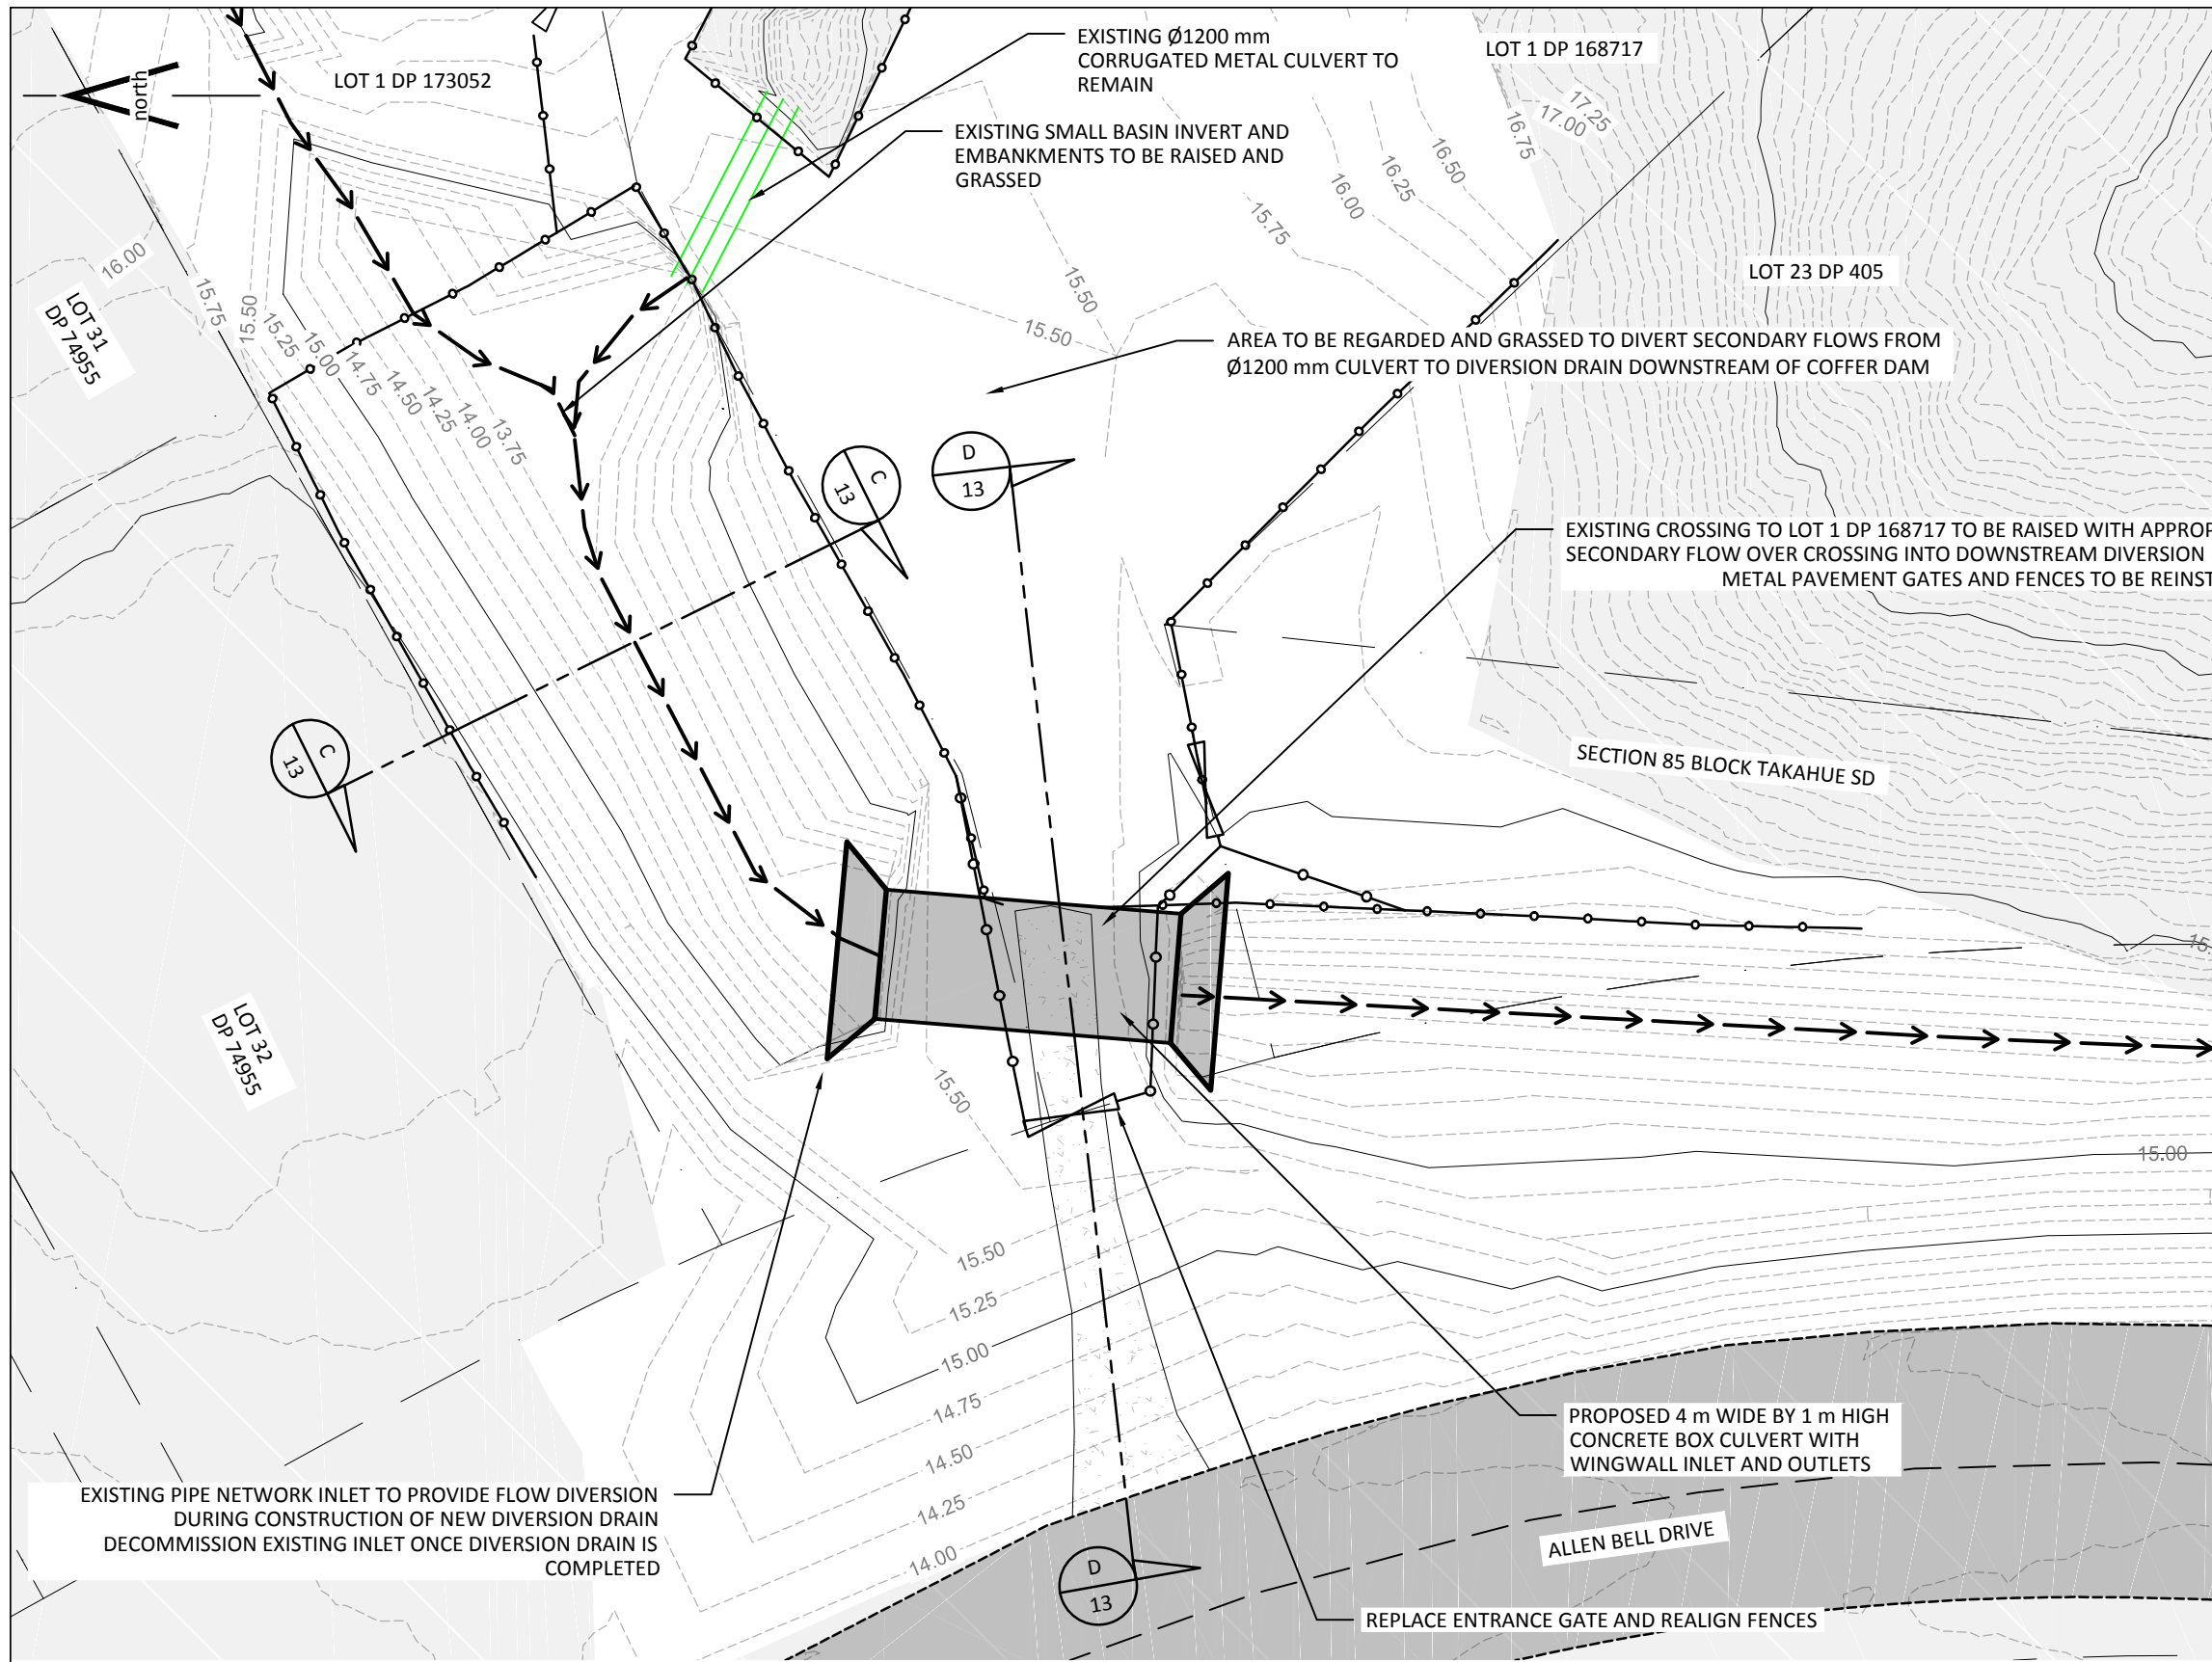 north
LOT 1 DP 173052
EXISTING Ø1200 mm
CORRUGATED METAL CULVERT TO
REMAIN
LOT 1 DP 168717
EXISTING SMALL BASIN INVERT AND
EMBANKMENTS TO BE RAISED AND
GRASSED
17.25
17.00
16.75
16.50
16.25
16.00
15.75
15.50
15.50
LOT 23 DP 405
16.00
LOT 31
DP 74955
15.75
15.50
15.25
15.00
14.75
14.50
14.25
14.00
13.75
AREA TO BE REGARDED AND GRASSED TO DIVERT SECONDARY FLOWS FROM
Ø1200 mm CULVERT TO DIVERSION DRAIN DOWNSTREAM OF COFFER DAM
C
13
D
13
EXISTING CROSSING TO LOT 1 DP 168717 TO BE RAISED WITH
SECONDARY FLOW OVER CROSSING INTO DOWNSTREAM DIVERSION
METAL PAVEMENT GATES AND FENCES TO BE
C
13
SECTION 85 BLOCK TAKAHUE SD
LOT 32
DP 74955
15.50
15.00
15.50
15.25
15.00
14.75
14.50
14.25
14.00
PROPOSED 4 m WIDE BY 1 m HIGH
CONCRETE BOX CULVERT WITH
WINGWALL INLET AND OUTLETS
EXISTING PIPE NETWORK INLET TO PROVIDE FLOW DIVERSION
DURING CONSTRUCTION OF NEW DIVERSION DRAIN
DECOMMISSION EXISTING INLET ONCE DIVERSION DRAIN IS
COMPLETED
ALLEN BELL DRIVE
D
13
REPLACE ENTRANCE GATE AND REALIGN FENCES